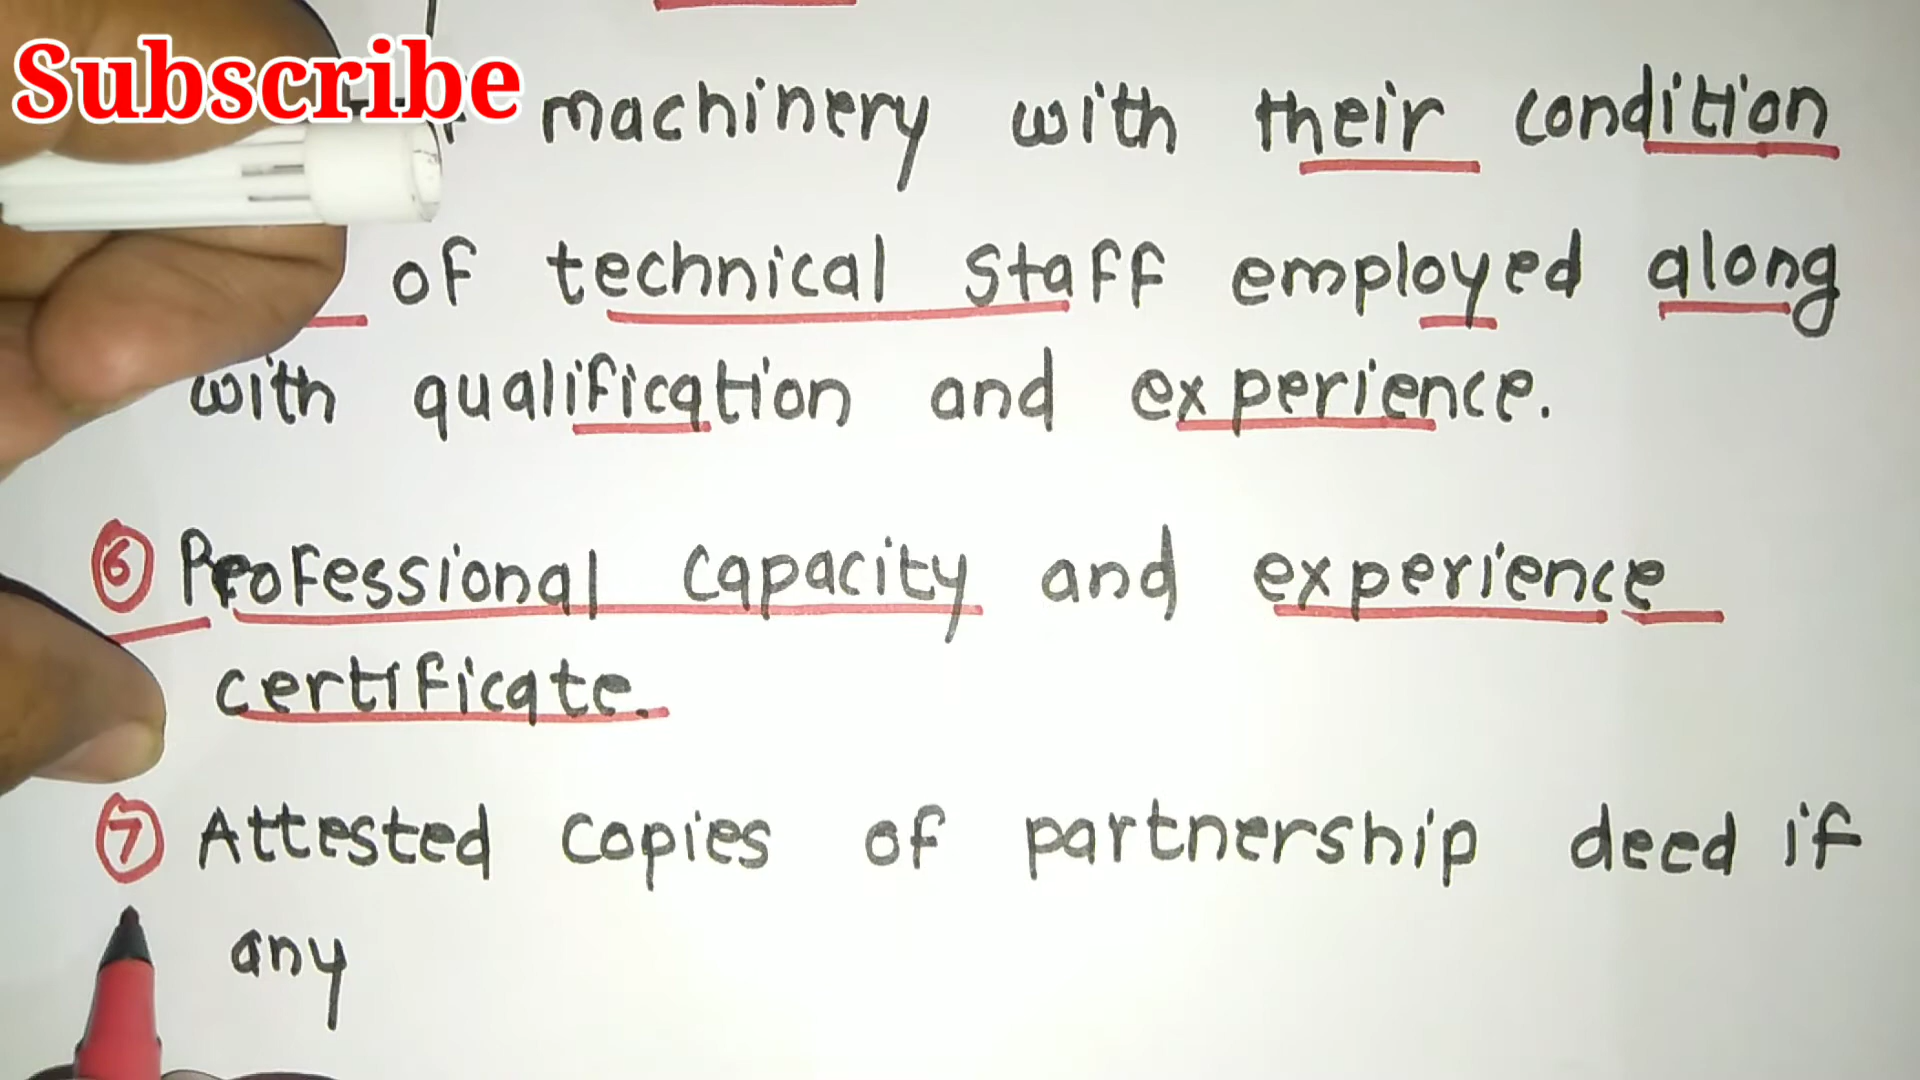 Subscribe
machinery with their condition
of technical staff employed along
with qualification and experience.
6 Professional capacity and experience
certificate.
7 Attested copies of partnership deed if
any